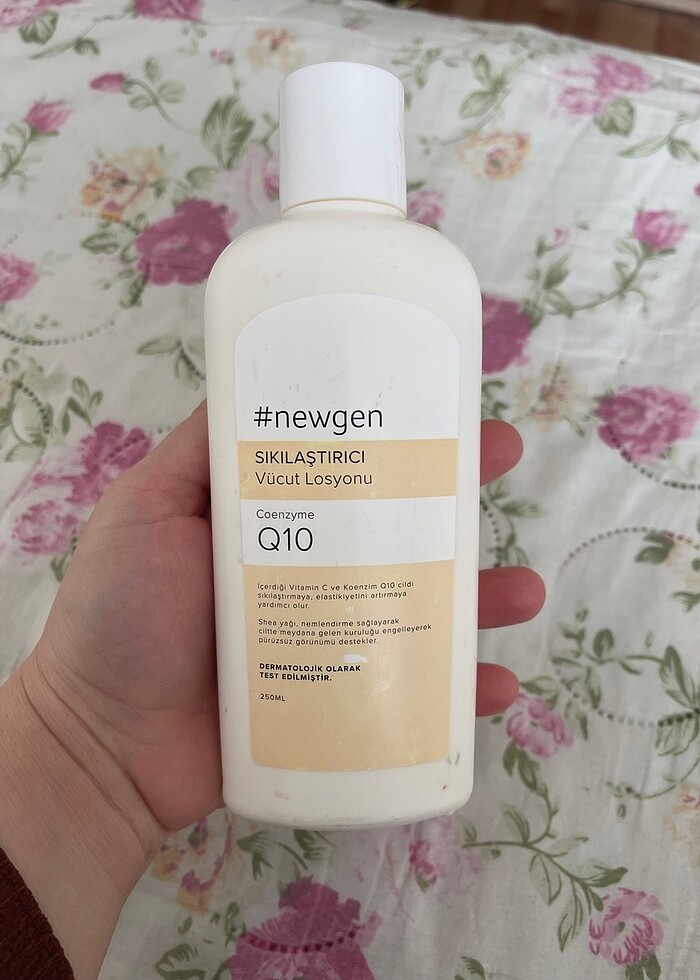 #newgen
SIKILAŞTIRICI
Vücut Losyonu
Coenzyme
Q10
İçerdiği Vitamin C ve Koenzim Q10 cildi
sıkılaştırmaya, elastikiyetini artırmaya
yardımcı olur.
Shea yağı, nemlendirme sağlayarak
ciltte meydana gelen kuruluğu engelleyerek
pürüzsüz görünümü destekler.
DERMATOLOJİK OLARAK
TEST EDİLMİŞTİR.
250ML